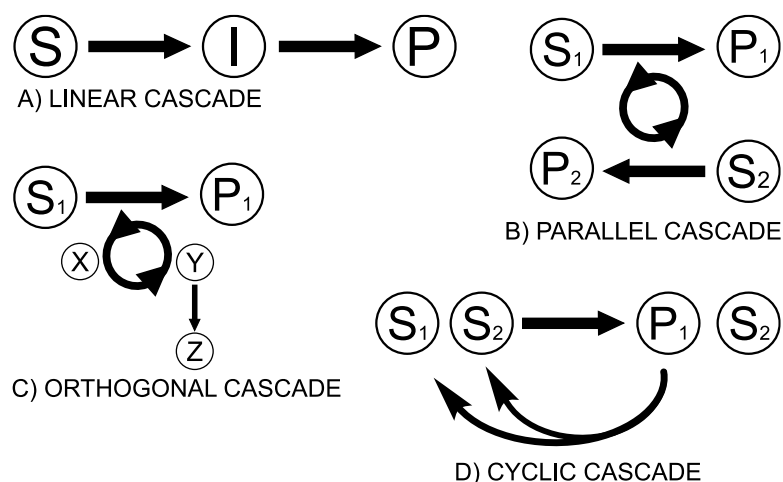 S I P
A) LINEAR CASCADE
S₁ P₁
P₂ S₂
B) PARALLEL CASCADE
S₁ P₁
X Y
Z
C) ORTHOGONAL CASCADE
S₁ S₂ P₁ S₂
D) CYCLIC CASCADE